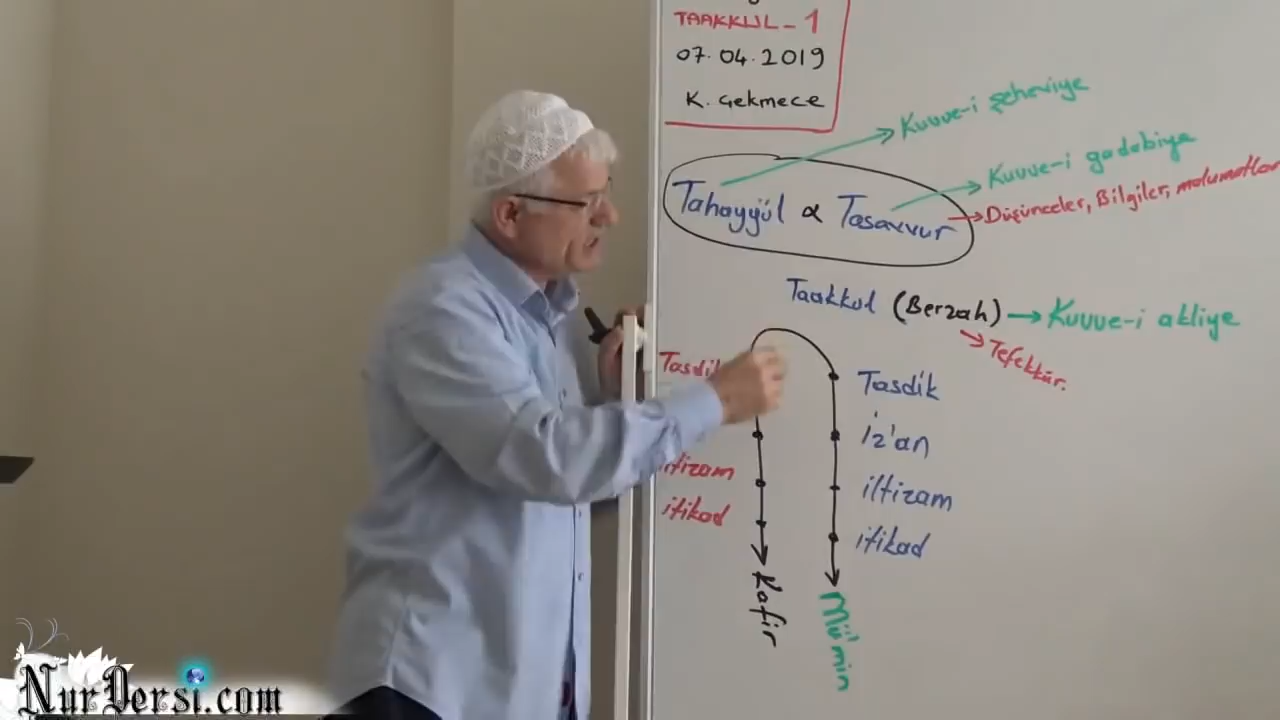 TAAKKUL-1
07.04.2019
K. Çekmece
Kuvve-i şeheviye
Kuvve-i gadabiye
Tahayyül α Tasavvur
Düşünceler, Bilgiler, malumatlar
Taakkul (Berzah)
Kuvve-i akliye
Tefekkür.
Tasdik
Tasdik
İz'an
iltizam
iltizam
itikad
itikad
Kafir
Mü'min
NurDersi.com